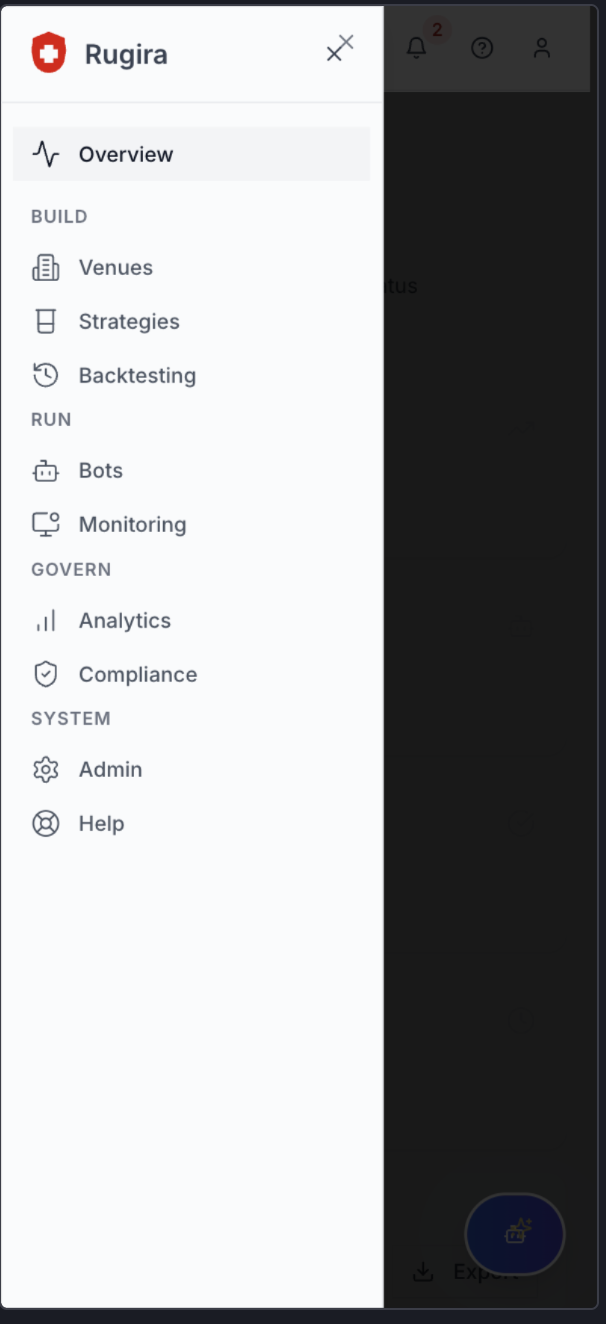 Rugira
2
Overview
BUILD
Venues
tus
Strategies
Backtesting
RUN
Bots
Monitoring
GOVERN
Analytics
Compliance
SYSTEM
Admin
Help
Export